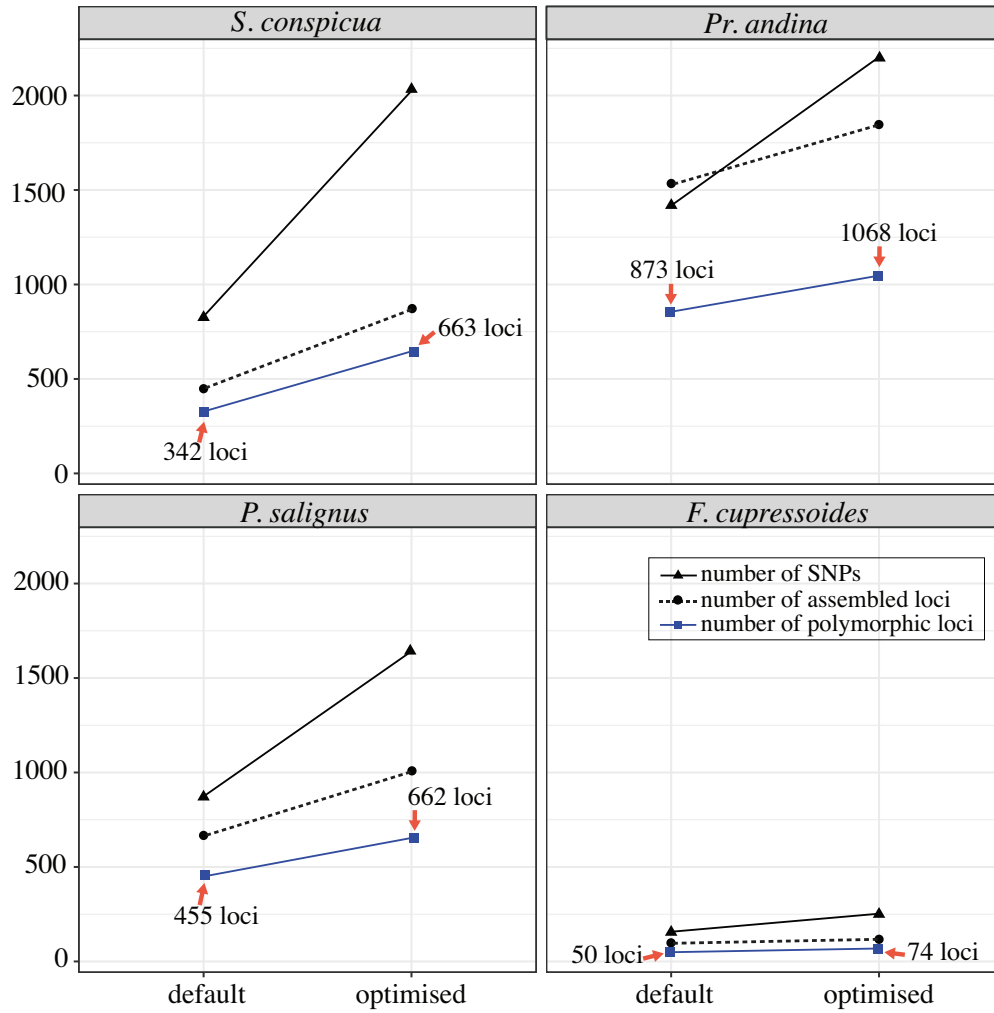 S. conspicua
Pr. andina
2000
1500
1000
500
0
342 loci
663 loci
873 loci
1068 loci
P. salignus
F. cupressoides
2000
1500
1000
500
0
455 loci
662 loci
number of SNPs
number of assembled loci
number of polymorphic loci
50 loci
74 loci
default
optimised
default
optimised